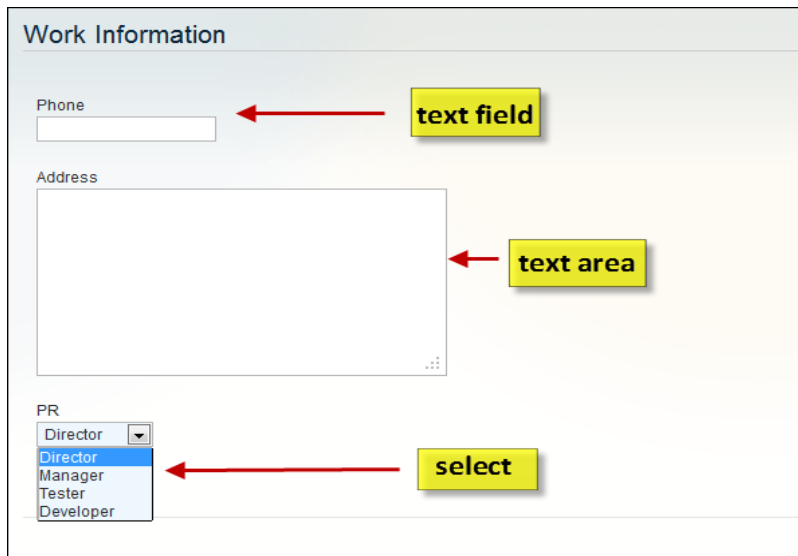 Work Information
Phone
text field
Address
text area
PR
Director
Director
Manager
Tester
Developer
select